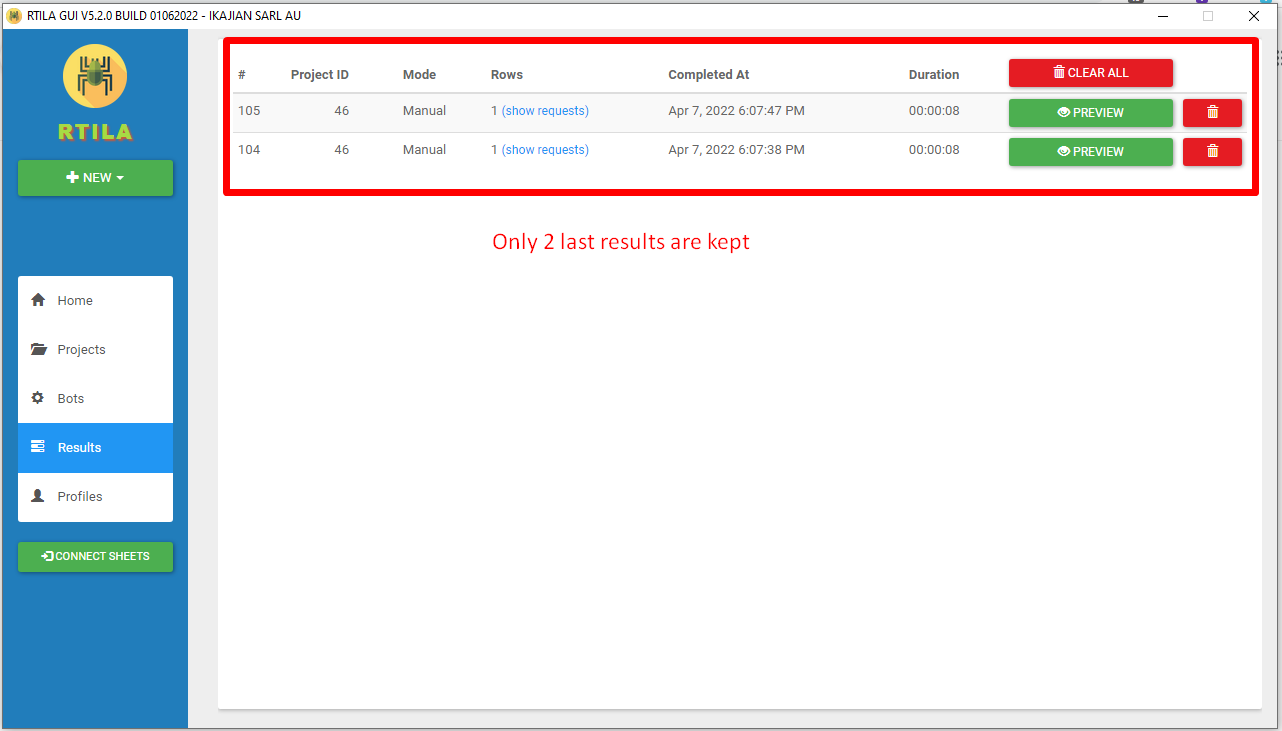 RTILA GUI V5.2.0 BUILD 01062022 - IKAJIAN SARL AU
RTILA
NEW
Home
Projects
Bots
Results
Profiles
CONNECT SHEETS
# Project ID Mode Rows Completed At Duration CLEAR ALL
105 46 Manual 1 (show requests) Apr 7, 2022 6:07:47 PM 00:00:08 PREVIEW
104 46 Manual 1 (show requests) Apr 7, 2022 6:07:38 PM 00:00:08 PREVIEW
Only 2 last results are kept